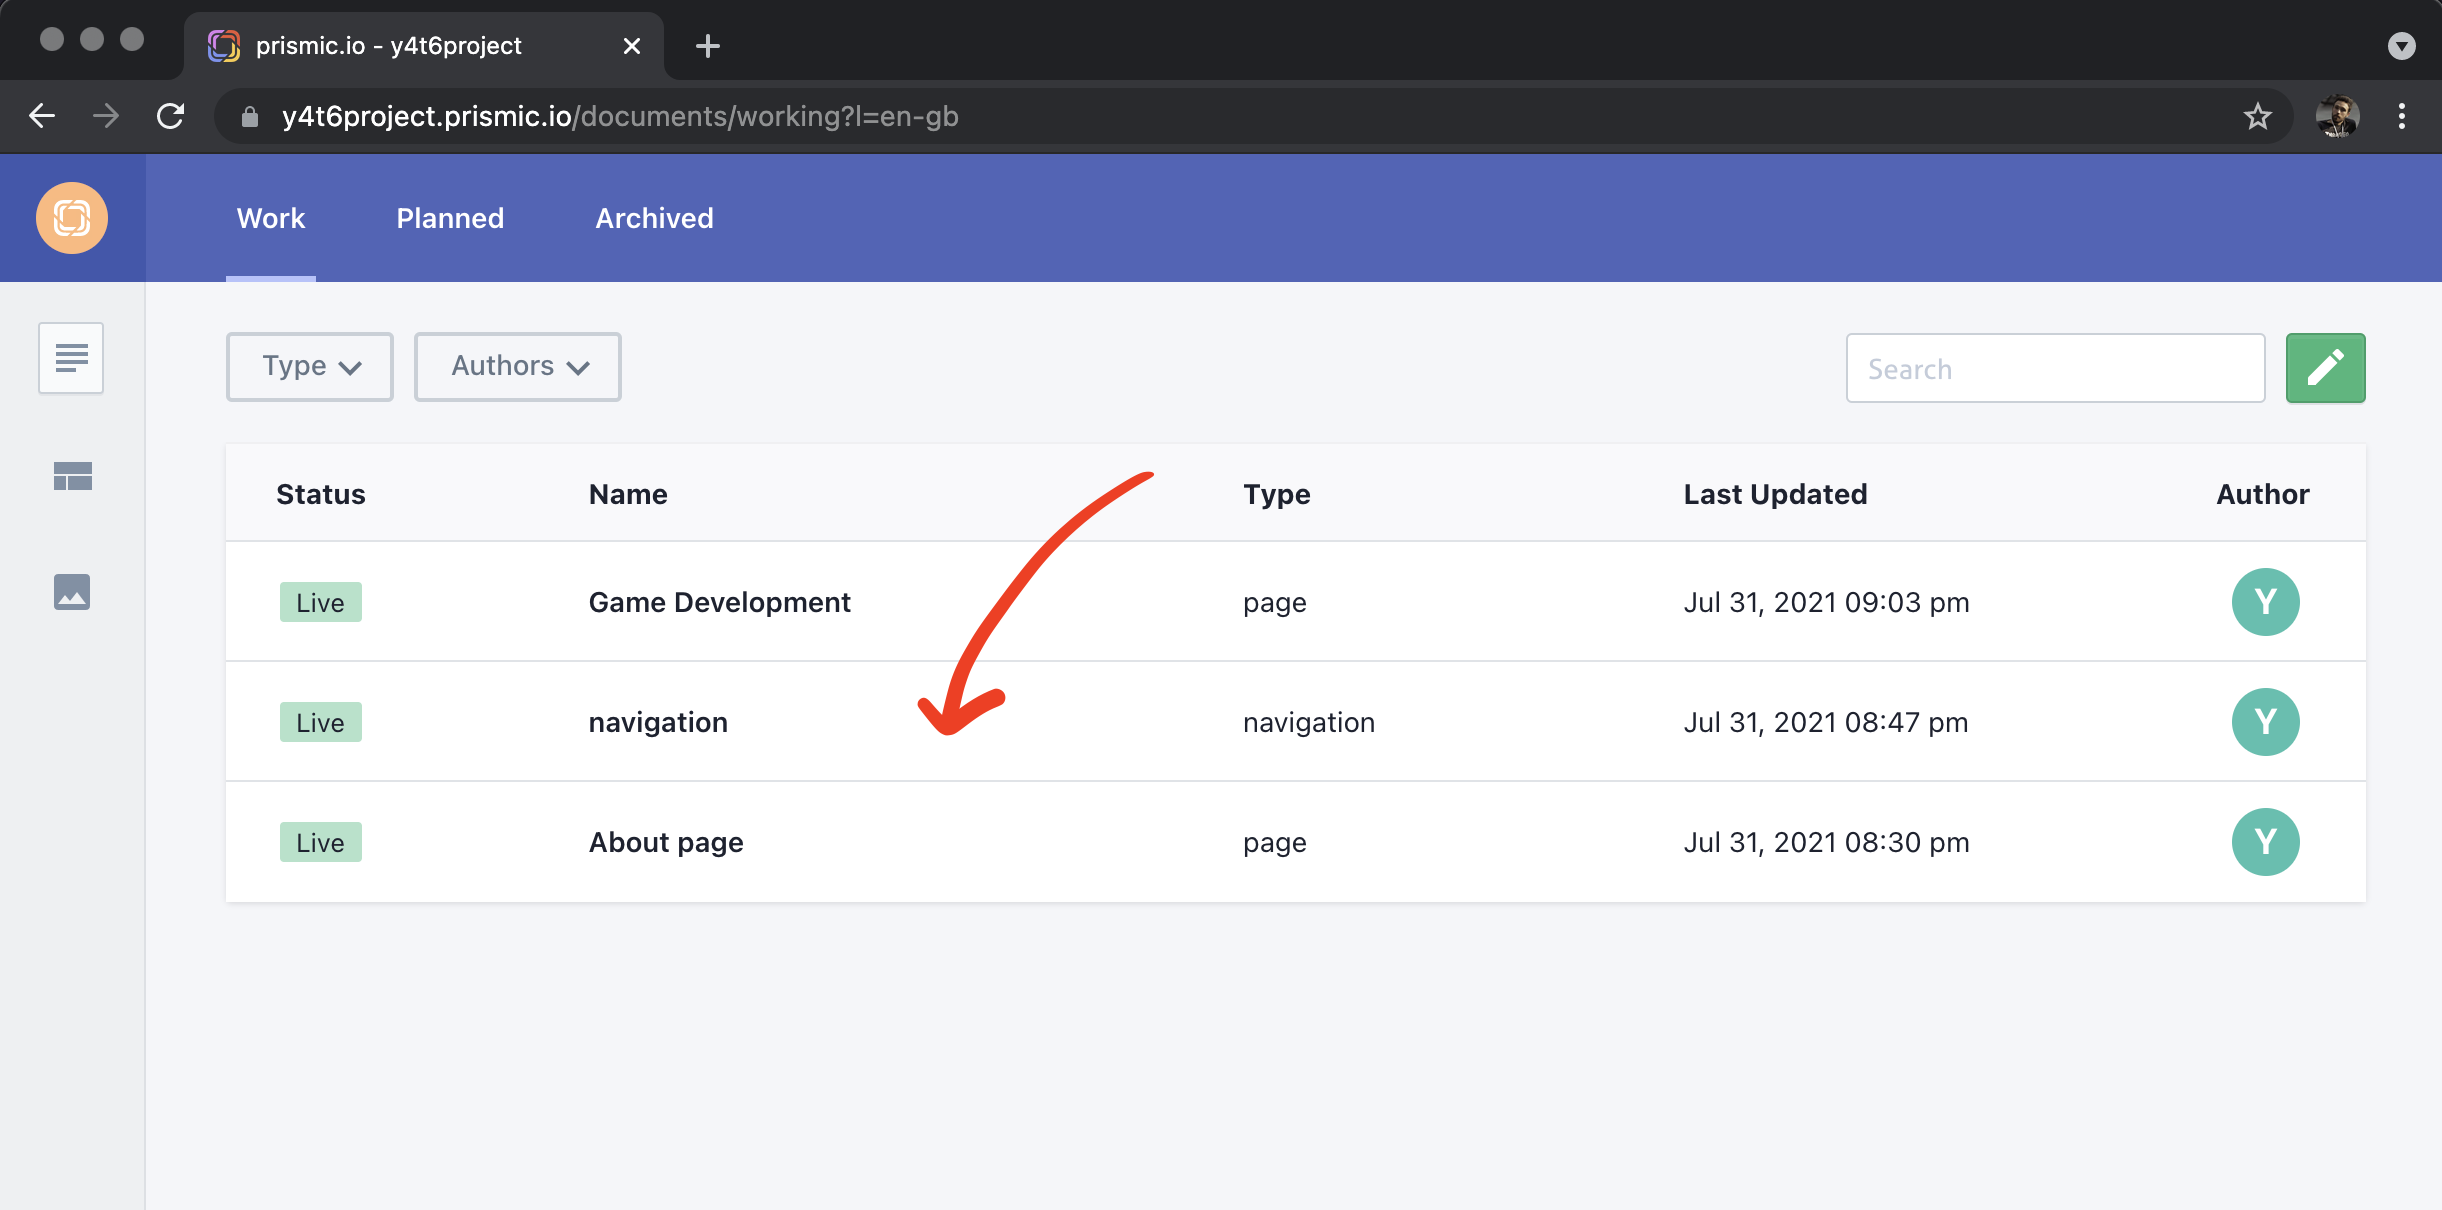 prismic.io - y4t6project
y4t6project.prismic.io/documents/working?l=en-gb
Work Planned Archived
Type Authors Search
Status Name Type Last Updated Author
Live Game Development page Jul 31, 2021 09:03 pm Y
Live navigation navigation Jul 31, 2021 08:47 pm Y
Live About page page Jul 31, 2021 08:30 pm Y